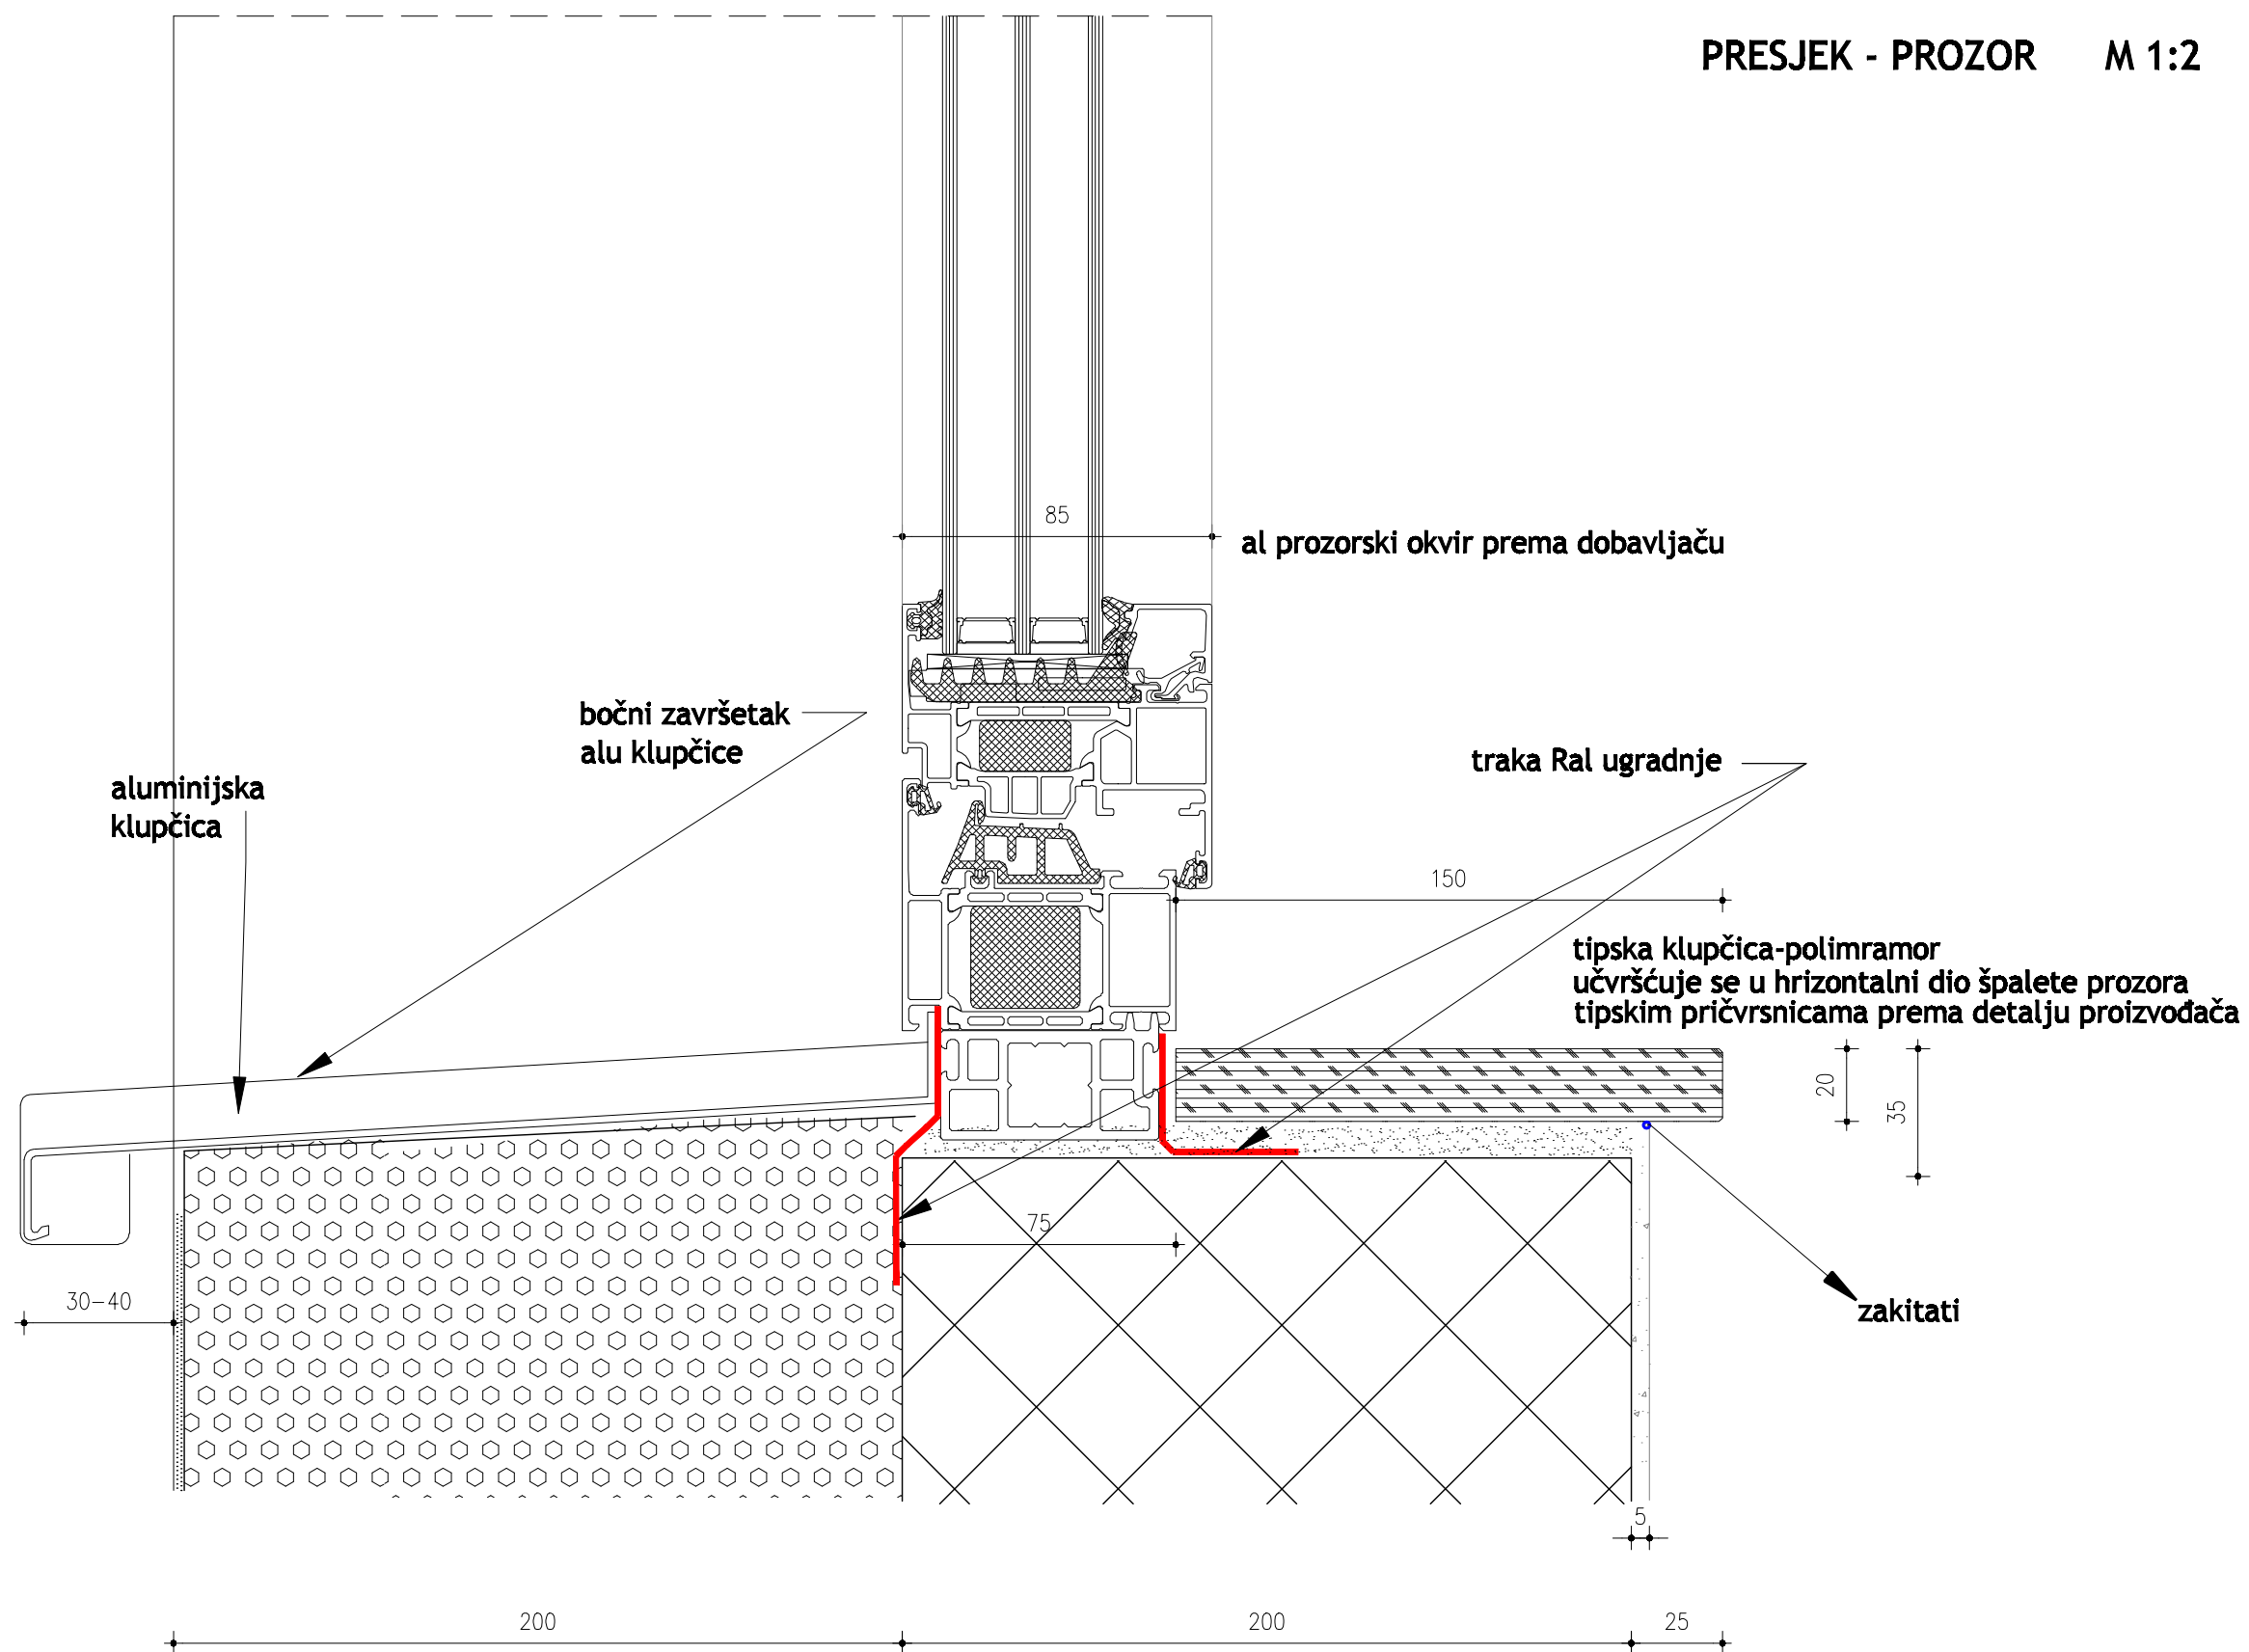 PRESJEK - PROZOR M 1:2
85
al prozorski okvir prema dobavljaču
bočni završetak
alu klupčice
traka Ral ugradnje
aluminijska
klupčica
150
tipska klupčica-polimramor
učvršćuje se u hrizontalni dio špalete prozora
tipskim pričvrsnicama prema detalju proizvođača
20
35
75
30-40
zakitati
5
200
200
25